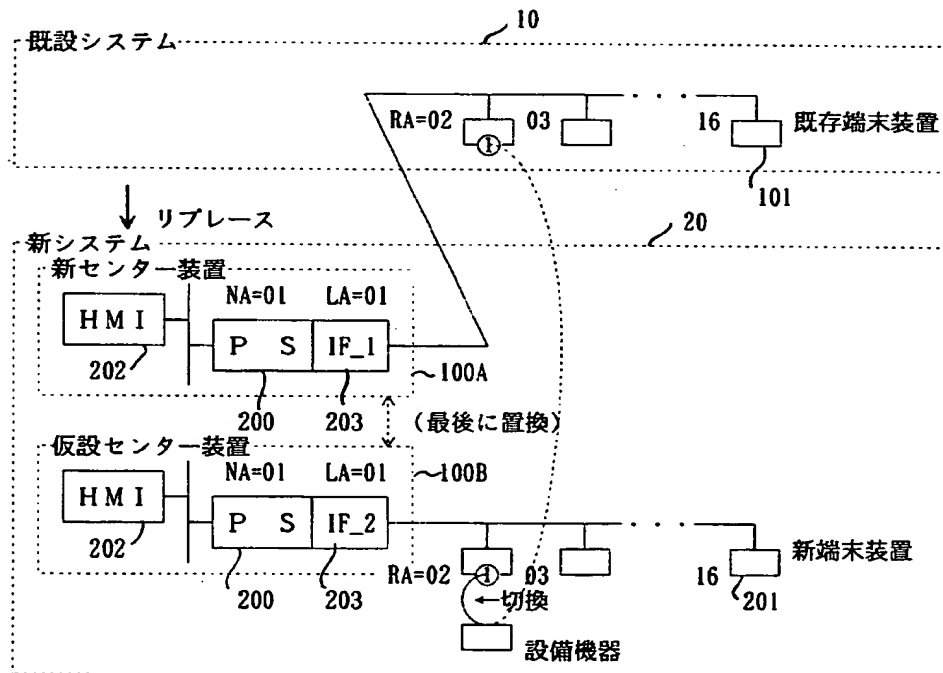 10
既設システム
RA=02
03
16
既存端末装置
①
101
リプレース
20
新システム
新センター装置
NA=01 LA=01
HMI
P S
IF_1
202
100A
200
203
(最後に置換)
仮設センター装置
NA=01 LA=01
100B
HMI
P S
IF_2
202
新端末装置
RA=02
①
03
16
200
203
201
←切換
設備機器